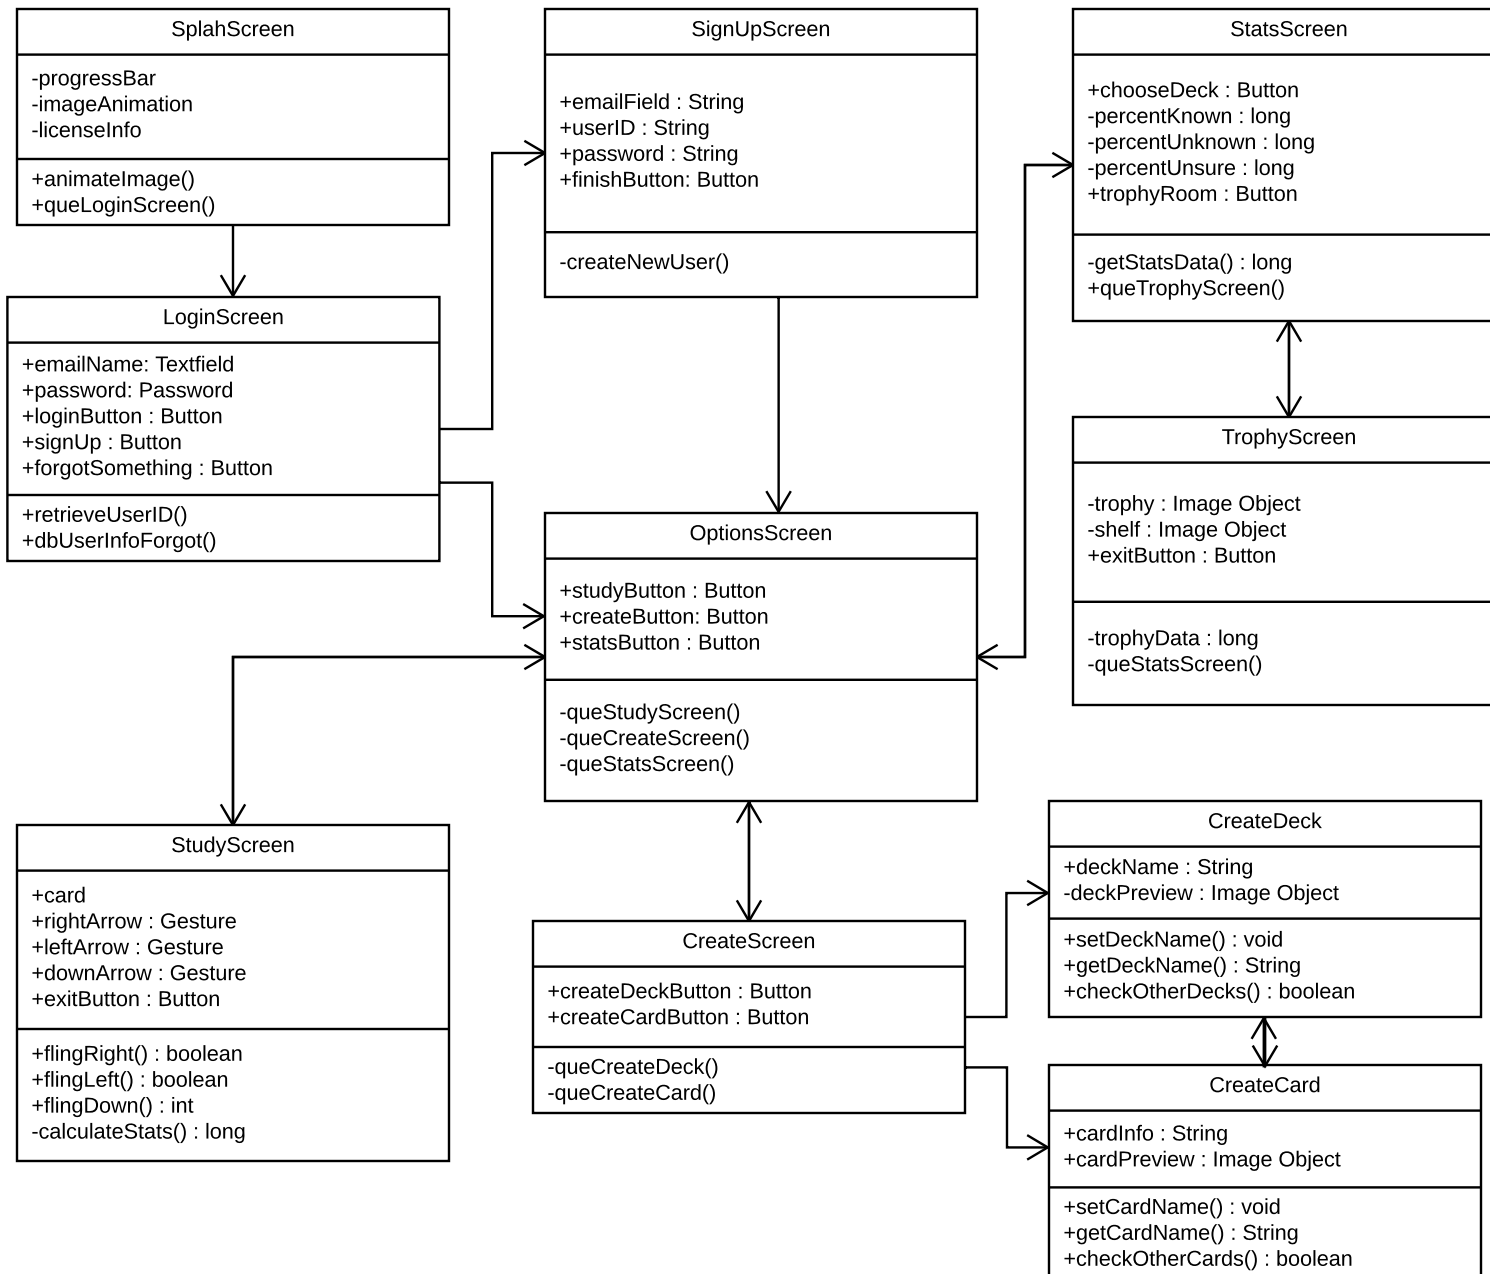 SplahScreen
-progressBar
-imageAnimation
-licenseInfo
+animateImage()
+queLoginScreen()
LoginScreen
+emailName: Textfield
+password: Password
+loginButton : Button
+signUp : Button
+forgotSomething : Button
+retrieveUserID()
+dbUserInfoForgot()
SignUpScreen
+emailField : String
+userID : String
+password : String
+finishButton: Button
-createNewUser()
StatsScreen
+chooseDeck : Button
-percentKnown : long
-percentUnknown : long
-percentUnsure : long
+trophyRoom : Button
-getStatsData() : long
+queTrophyScreen()
TrophyScreen
-trophy : Image Object
-shelf : Image Object
+exitButton : Button
-trophyData : long
-queStatsScreen()
OptionsScreen
+studyButton : Button
+createButton: Button
+statsButton : Button
-queStudyScreen()
-queCreateScreen()
-queStatsScreen()
StudyScreen
+card
+rightArrow : Gesture
+leftArrow : Gesture
+downArrow : Gesture
+exitButton : Button
+flingRight() : boolean
+flingLeft() : boolean
+flingDown() : int
-calculateStats() : long
CreateScreen
+createDeckButton : Button
+createCardButton : Button
-queCreateDeck()
-queCreateCard()
CreateDeck
+deckName : String
-deckPreview : Image Object
+setDeckName() : void
+getDeckName() : String
+checkOtherDecks() : boolean
CreateCard
+cardInfo : String
+cardPreview : Image Object
+setCardName() : void
+getCardName() : String
+checkOtherCards() : boolean